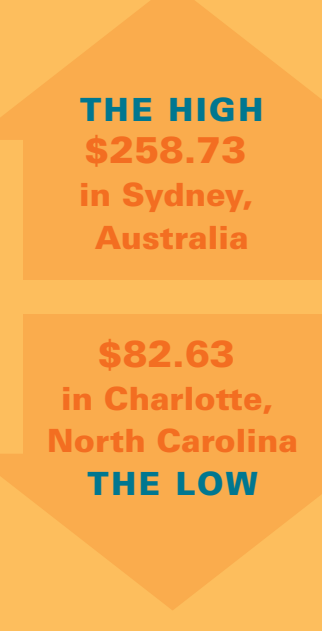 THE HIGH
$258.73
in Sydney,
Australia
$82.63
in Charlotte,
North Carolina
THE LOW